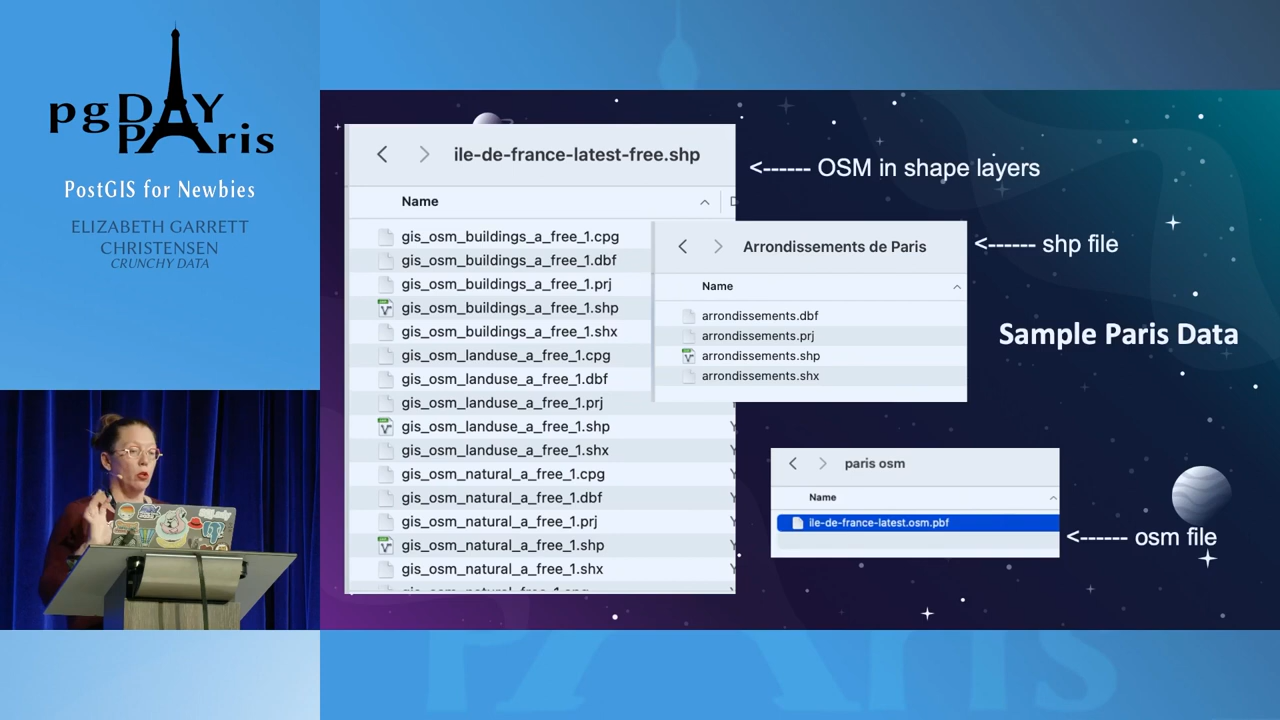 pgDAY
PAris
PostGIS for Newbies
ELIZABETH GARRETT
CHRISTENSEN
CRUNCHY DATA
ile-de-france-latest-free.shp
Name
gis_osm_buildings_a_free_1.cpg
gis_osm_buildings_a_free_1.dbf
gis_osm_buildings_a_free_1.prj
gis_osm_buildings_a_free_1.shp
gis_osm_buildings_a_free_1.shx
gis_osm_landuse_a_free_1.cpg
gis_osm_landuse_a_free_1.dbf
gis_osm_landuse_a_free_1.prj
gis_osm_landuse_a_free_1.shp
gis_osm_landuse_a_free_1.shx
gis_osm_natural_a_free_1.cpg
gis_osm_natural_a_free_1.dbf
gis_osm_natural_a_free_1.prj
gis_osm_natural_a_free_1.shp
gis_osm_natural_a_free_1.shx
<------ OSM in shape layers
Arrondissements de Paris
Name
arrondissements.dbf
arrondissements.prj
arrondissements.shp
arrondissements.shx
<------ shp file
Sample Paris Data
paris osm
Name
ile-de-france-latest.osm.pbf
<------ osm file